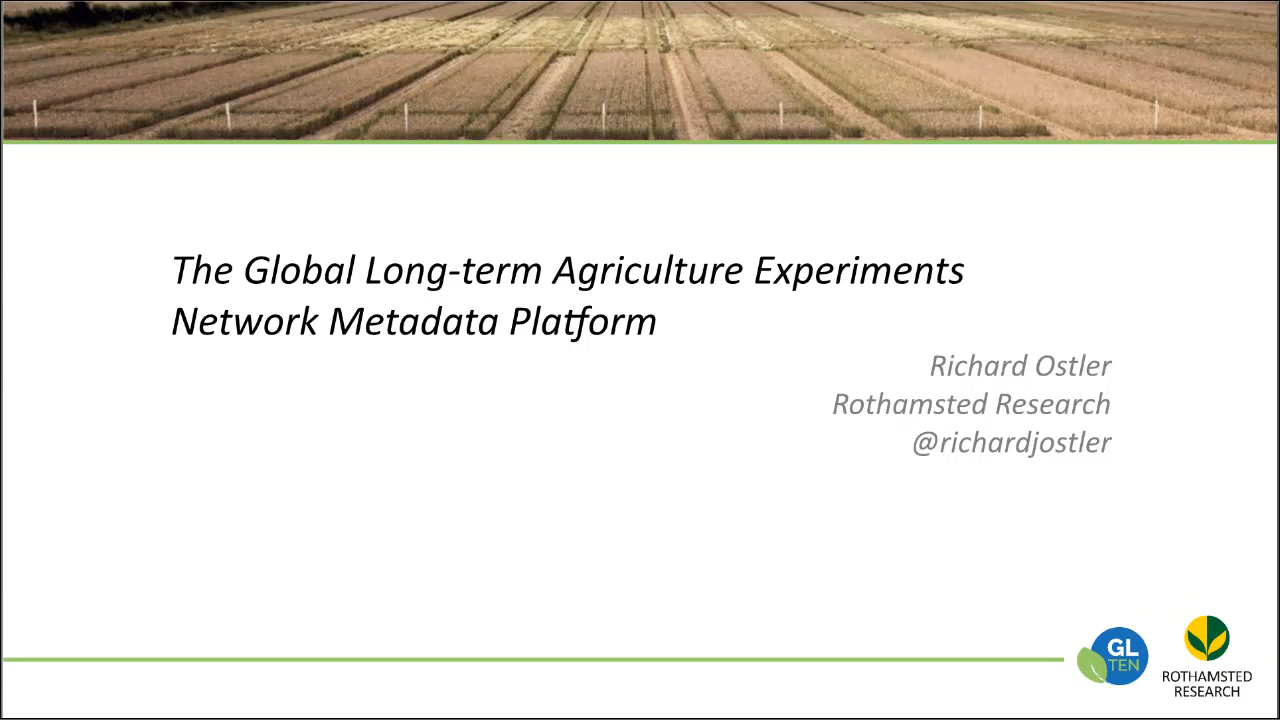 The Global Long-term Agriculture Experiments
Network Metadata Platform
Richard Ostler
Rothamsted Research
@richardjostler
GL
TEN
ROTHAMSTED
RESEARCH